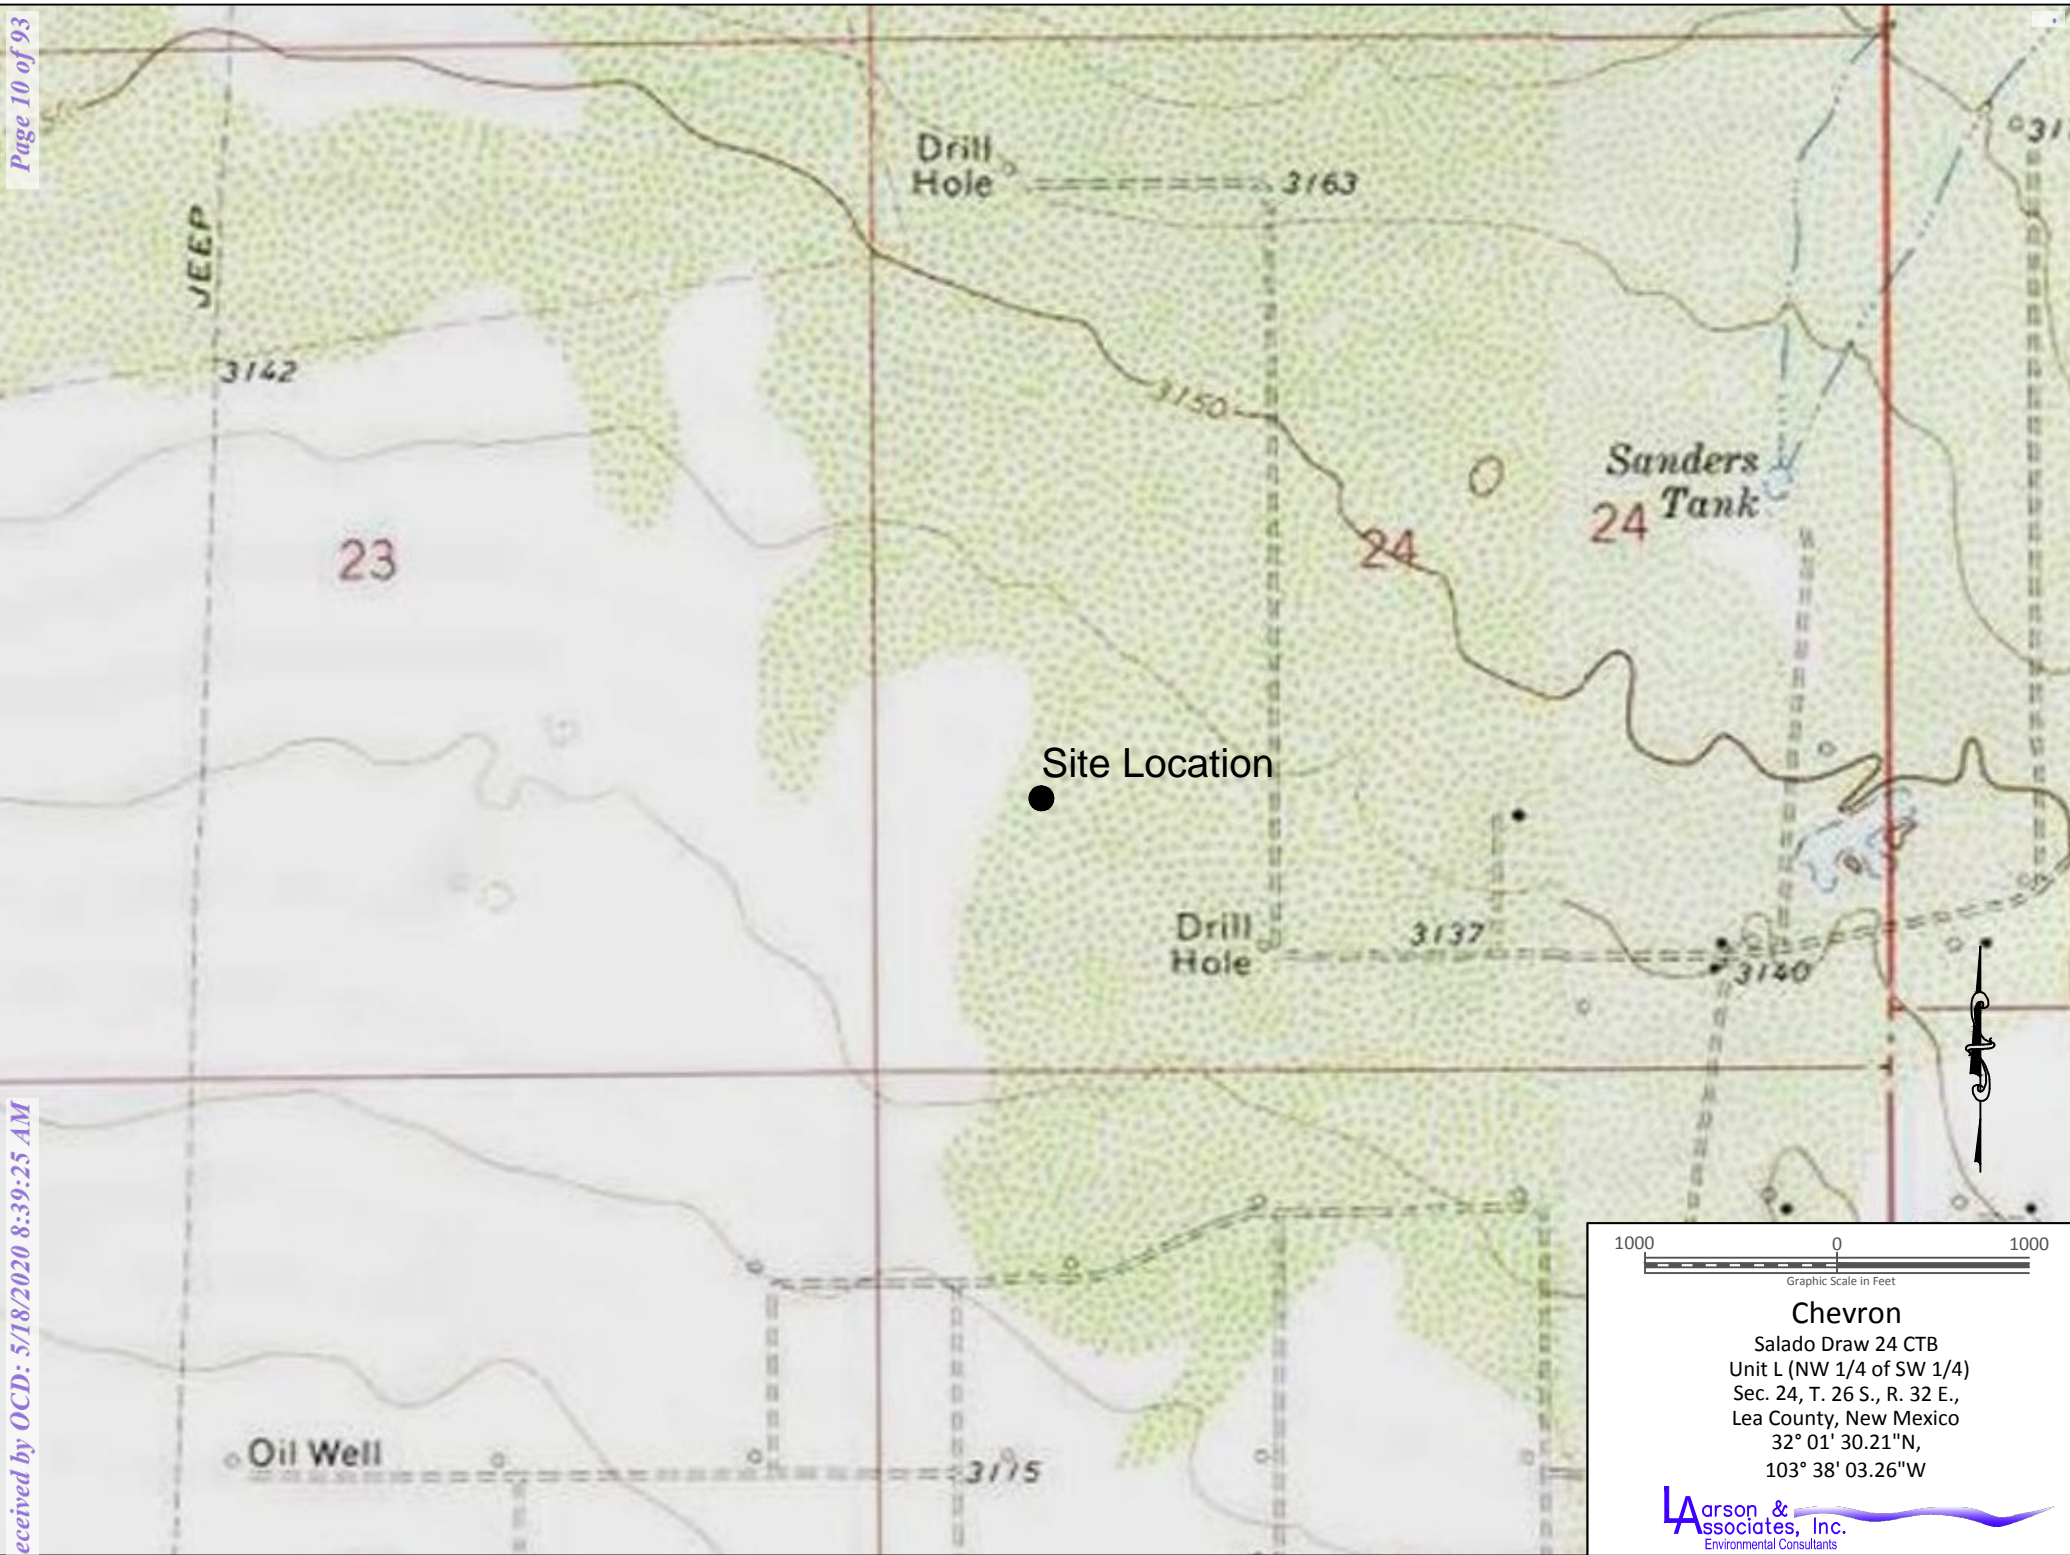 Page 10 of 93
Drill
Hole
3163
31
JEEP
3142
3150
Sanders
Tank
23
24
24
Site Location
Drill
Hole
3137
3140
Oil Well
3115
1000 0 1000
Graphic Scale in Feet
Chevron
Salado Draw 24 CTB
Unit L (NW 1/4 of SW 1/4)
Sec. 24, T. 26 S., R. 32 E.,
Lea County, New Mexico
32° 01' 30.21"N,
103° 38' 03.26"W
Larson &
Associates, Inc.
Environmental Consultants
eceived by OCD: 5/18/2020 8:39:25 AM